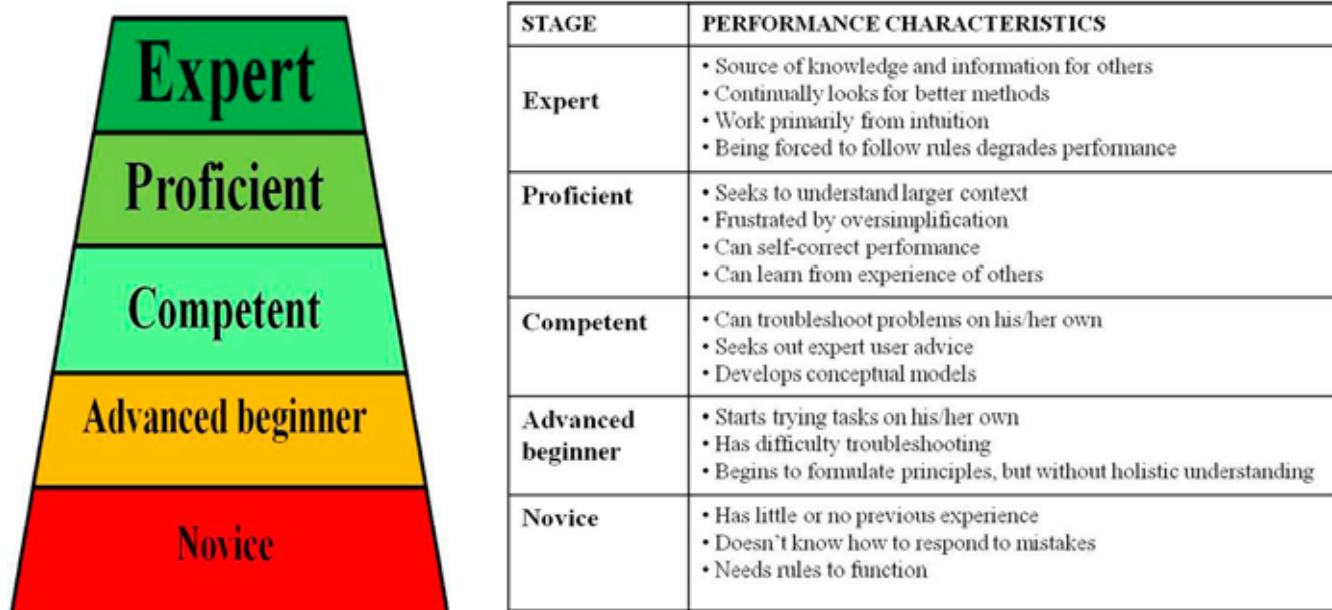 Expert
Proficient
Competent
Advanced beginner
Novice
STAGE PERFORMANCE CHARACTERISTICS
Expert
• Source of knowledge and information for others
• Continually looks for better methods
• Work primarily from intuition
• Being forced to follow rules degrades performance
Proficient
• Seeks to understand larger context
• Frustrated by oversimplification
• Can self-correct performance
• Can learn from experience of others
Competent
• Can troubleshoot problems on his/her own
• Seeks out expert user advice
• Develops conceptual models
Advanced
beginner
• Starts trying tasks on his/her own
• Has difficulty troubleshooting
• Begins to formulate principles, but without holistic understanding
Novice
• Has little or no previous experience
• Doesn’t know how to respond to mistakes
• Needs rules to function